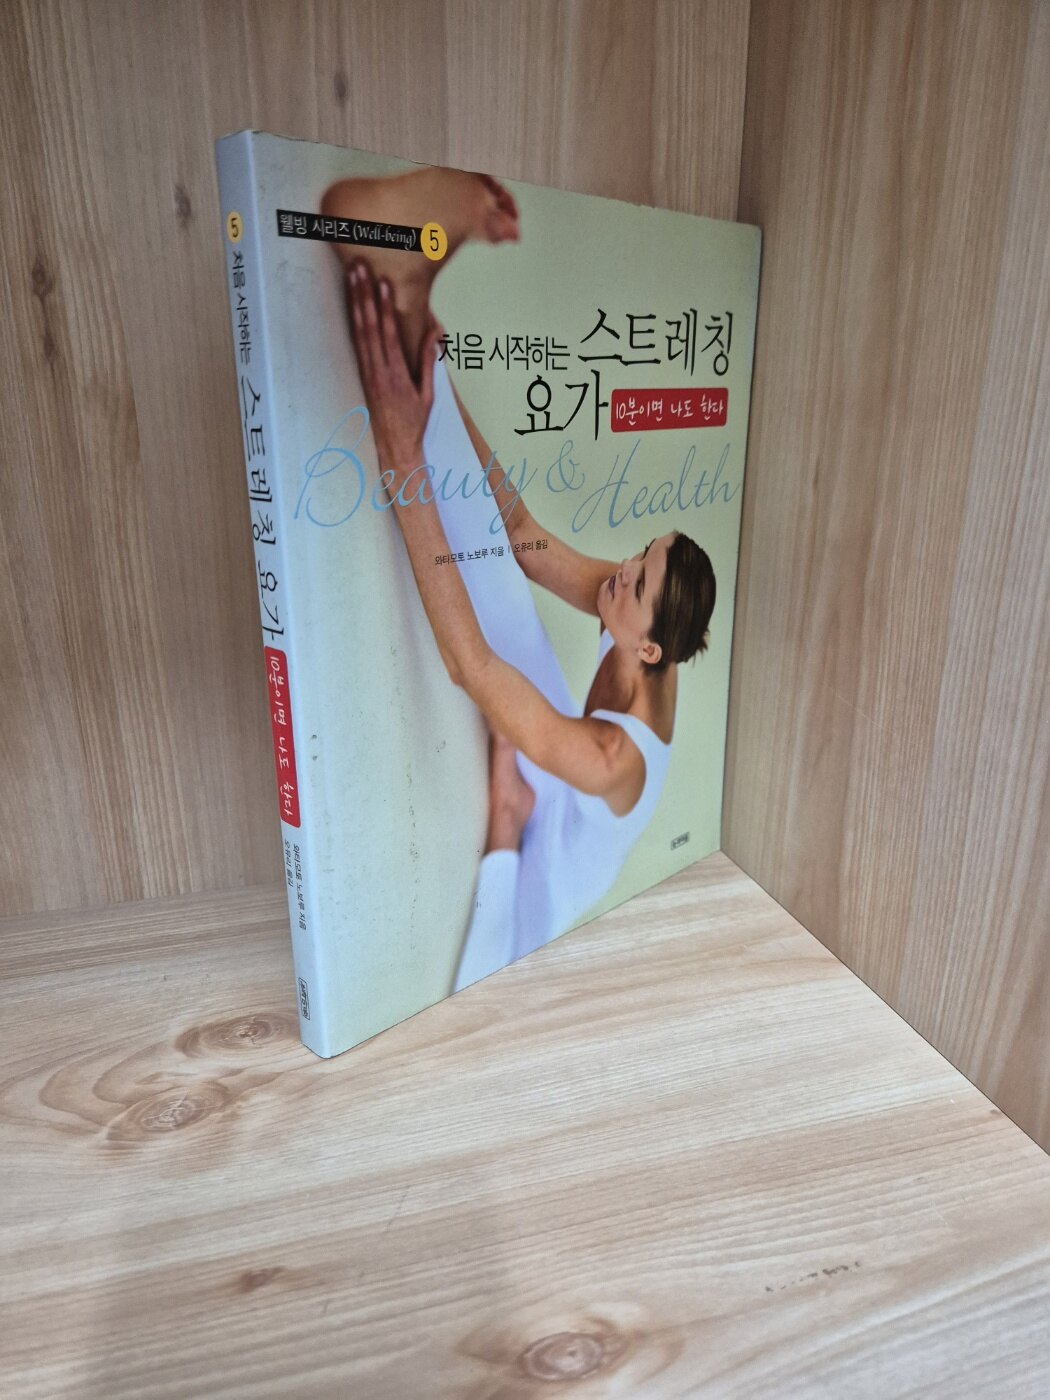 웰빙 시리즈 (Well-being) 5
처음 시작하는 스트레칭
요가 10분이면 나도 한다
Beauty & Health
와타모토 노보루 지음 | 오유리 옮김
5 처음 시작하는 스트레칭 요가 10분이면 나도 한다
와타모토 노보루 지음
오유리 옮김